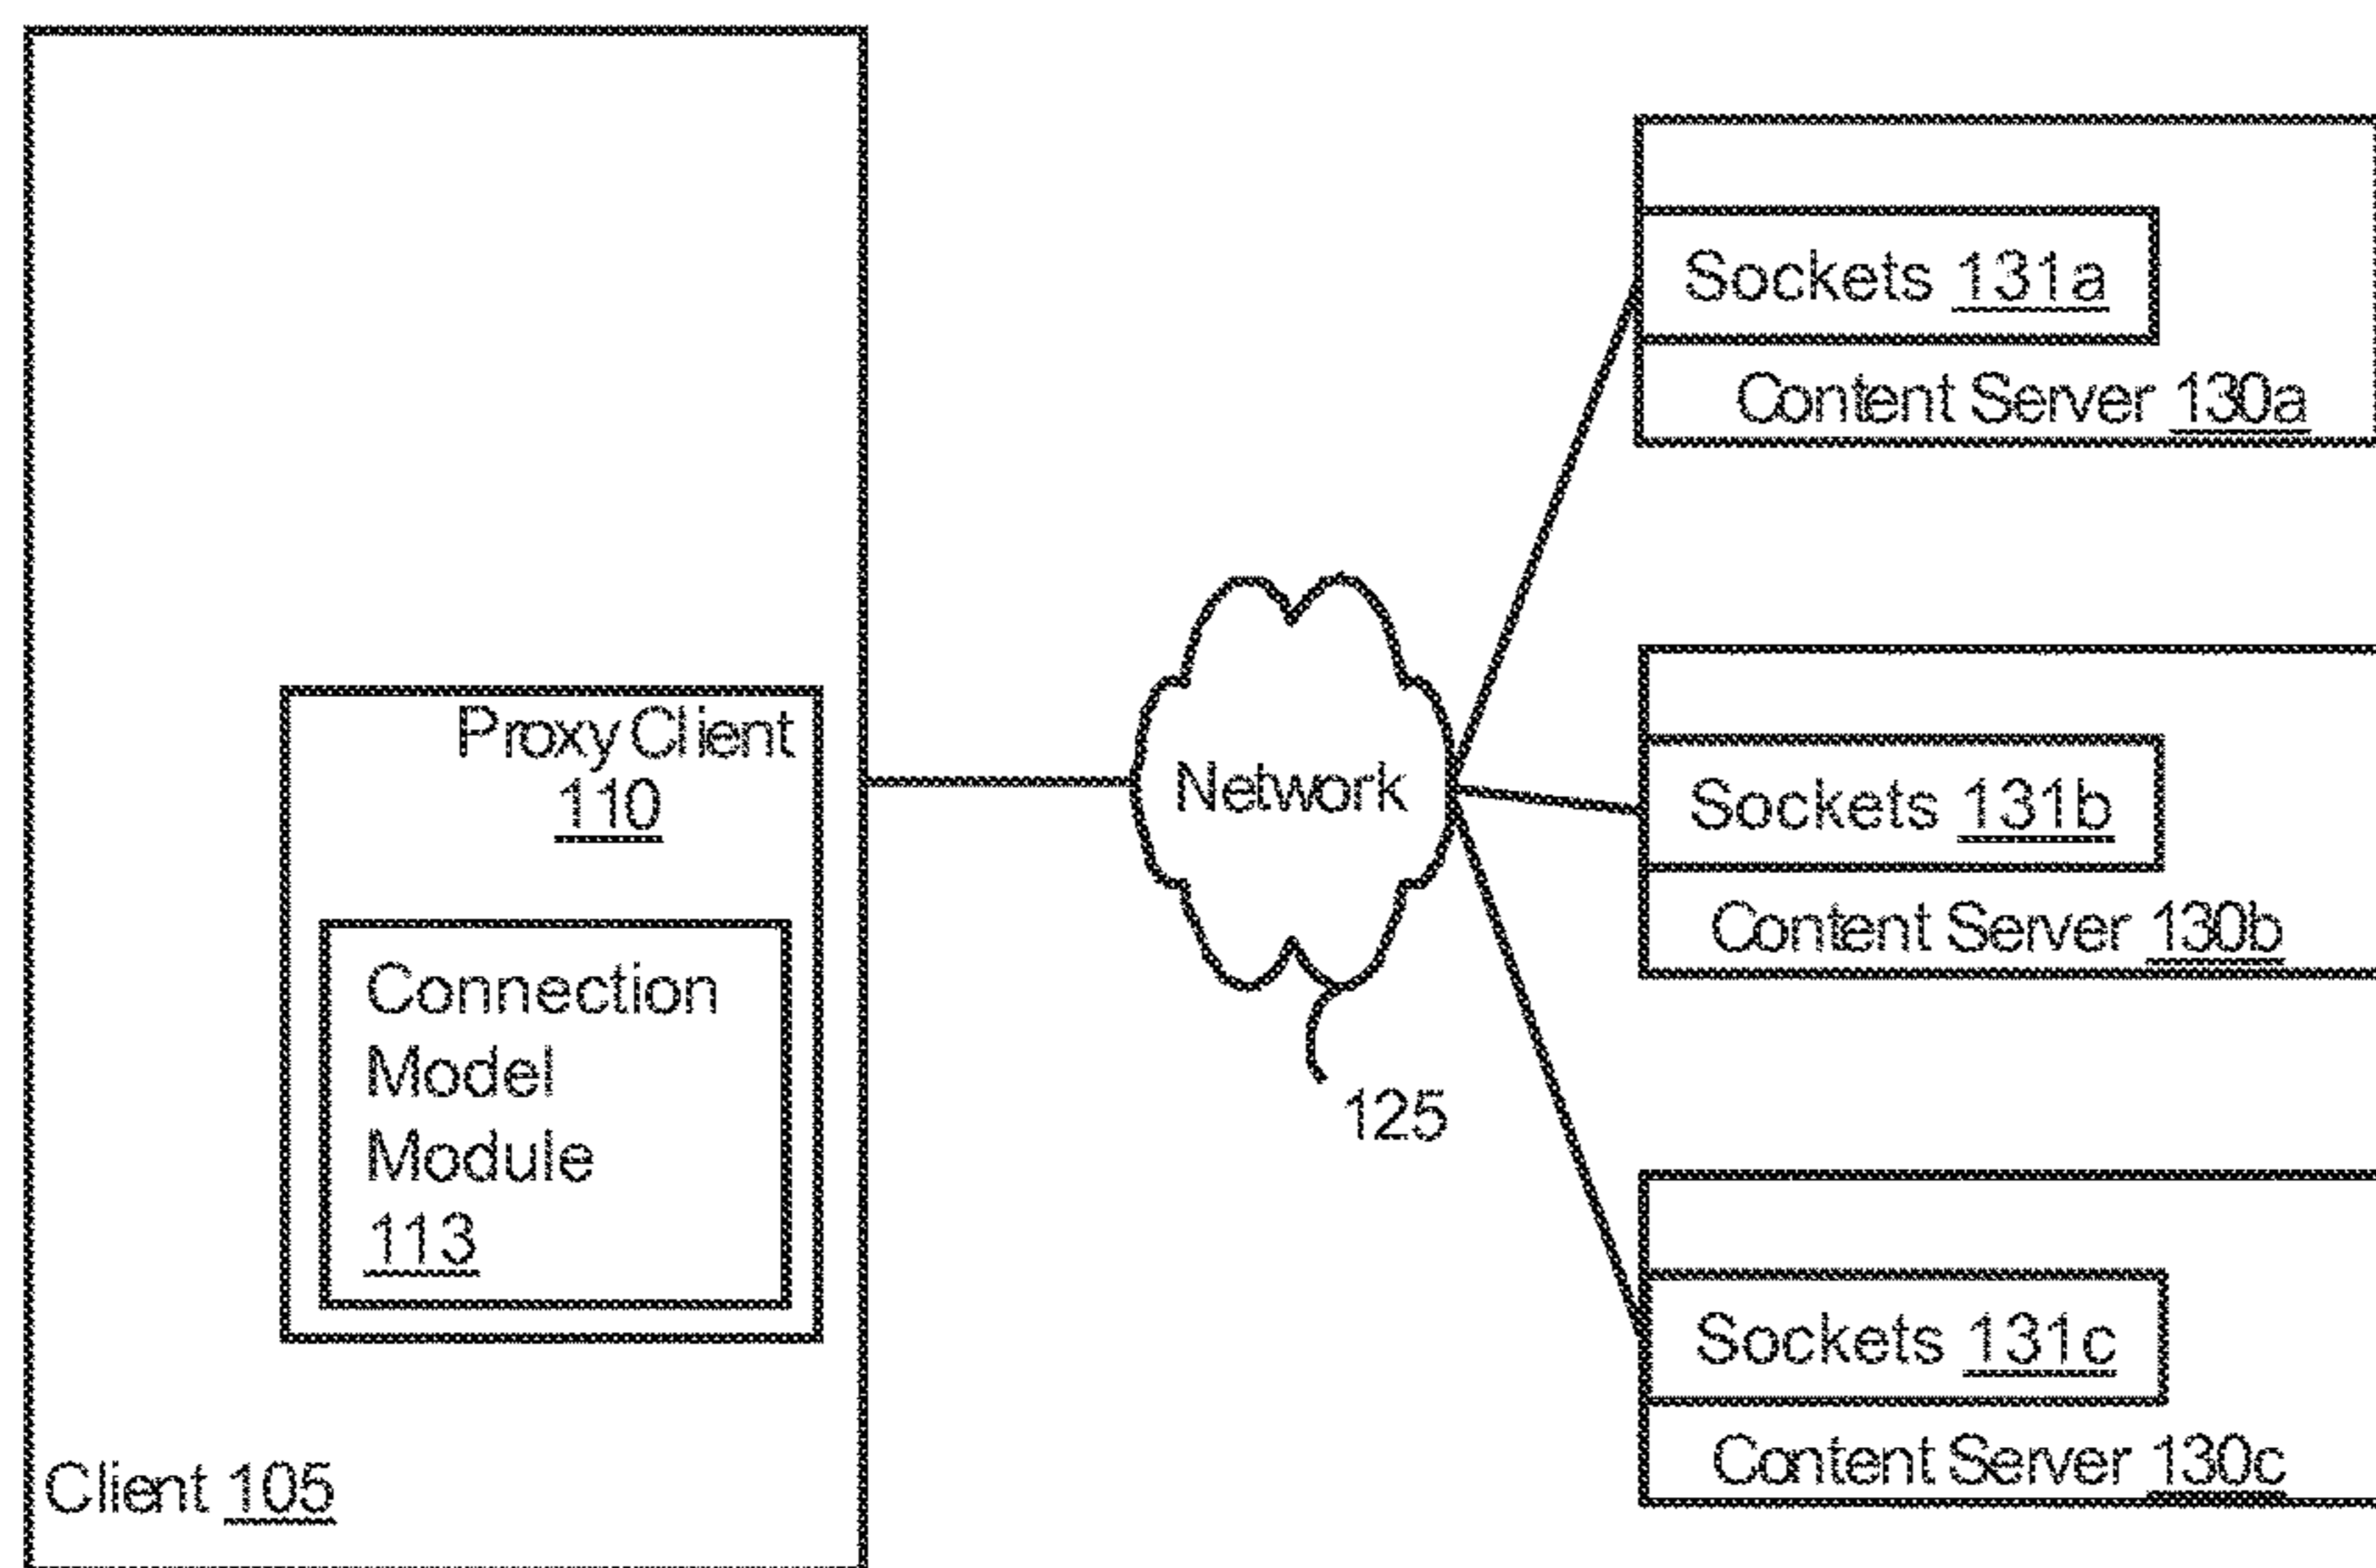 Proxy Client
110
Connection
Model
Module
113
Client 105
Network
125
Sockets 131a
Content Server 130a
Sockets 131b
Content Server 130b
Sockets 131c
Content Server 130c